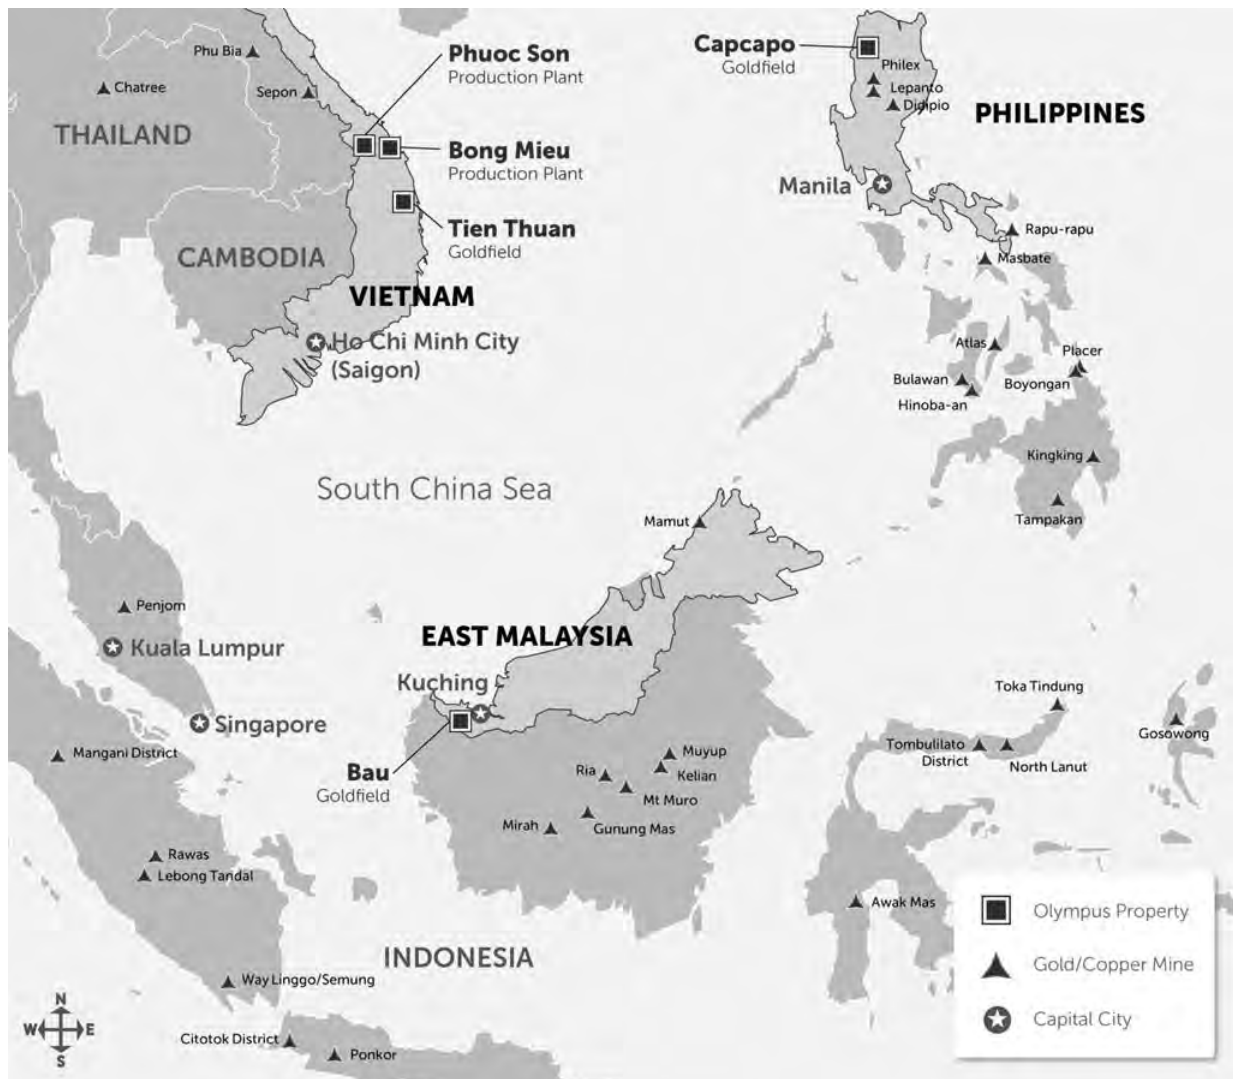 Phu Bia
Chatree
Sepon
THAILAND
Phuoc Son
Production Plant
Bong Mieu
Production Plant
Tien Thuan
Goldfield
CAMBODIA
VIETNAM
Ho Chi Minh City
(Saigon)
Capcapo
Goldfield
Philex
Lepanto
Didipio
PHILIPPINES
Manila
Rapu-rapu
Masbate
Atlas
Placer
Bulawan
Boyongan
Hinoba-an
Kingking
Tampakan
South China Sea
Mamut
Penjom
Kuala Lumpur
EAST MALAYSIA
Kuching
Singapore
Mangani District
Bau
Goldfield
Muyup
Ria
Kelian
Mt Muro
Mirah
Gunung Mas
Toka Tindung
Gosowong
Tombulilato
District
North Lanut
Rawas
Lebong Tandal
Awak Mas
INDONESIA
Way Linggo/Semung
Citotok District
Ponkor
N
W E
S
Olympus Property
Gold/Copper Mine
Capital City